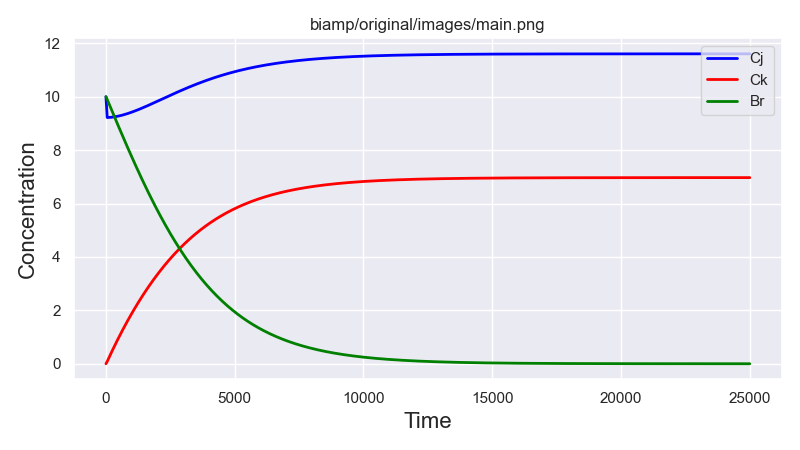 biamp/original/images/main.png
12
10
8
6
4
2
0
Concentration
Cj
Ck
Br
0 5000 10000 15000 20000 25000
Time